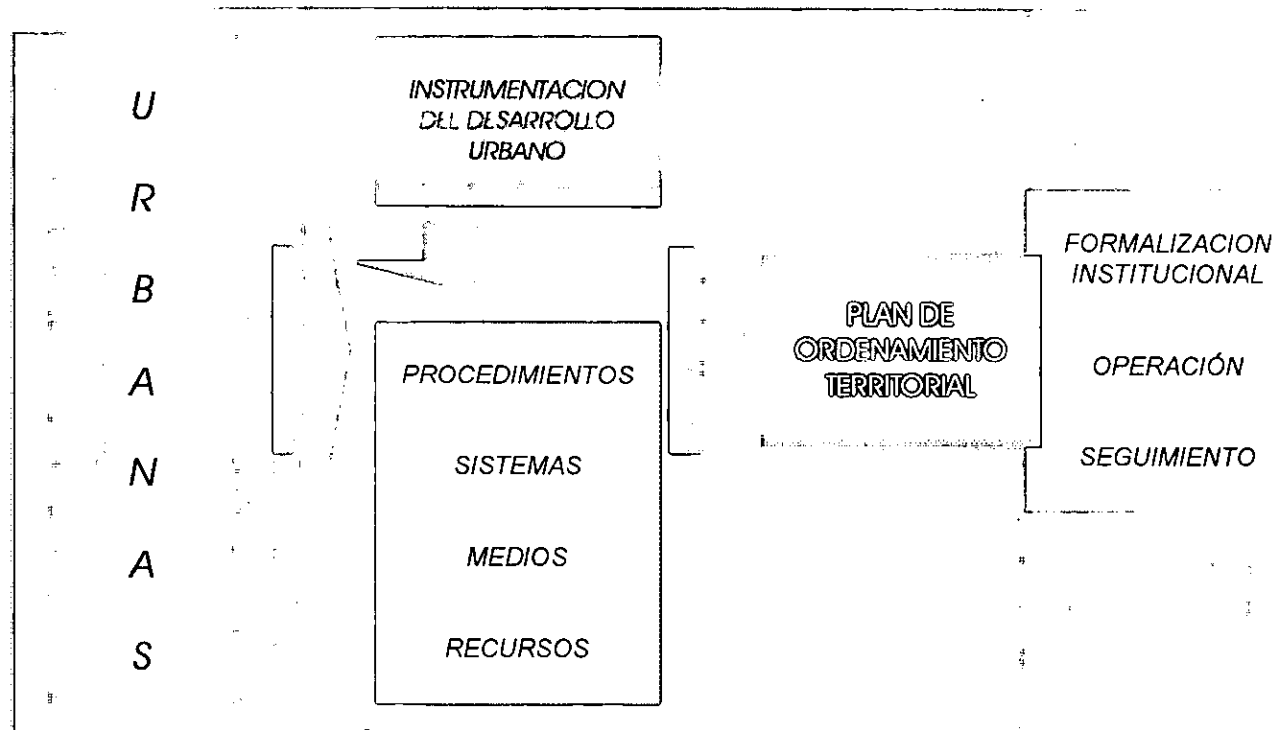 U
R
B
A
N
A
S
INSTRUMENTACION
DEL DESARROLLO
URBANO
PROCEDIMIENTOS
SISTEMAS
MEDIOS
RECURSOS
PLAN DE
ORDENAMIENTO
TERRITORIAL
FORMALIZACION
INSTITUCIONAL
OPERACIÓN
SEGUIMIENTO